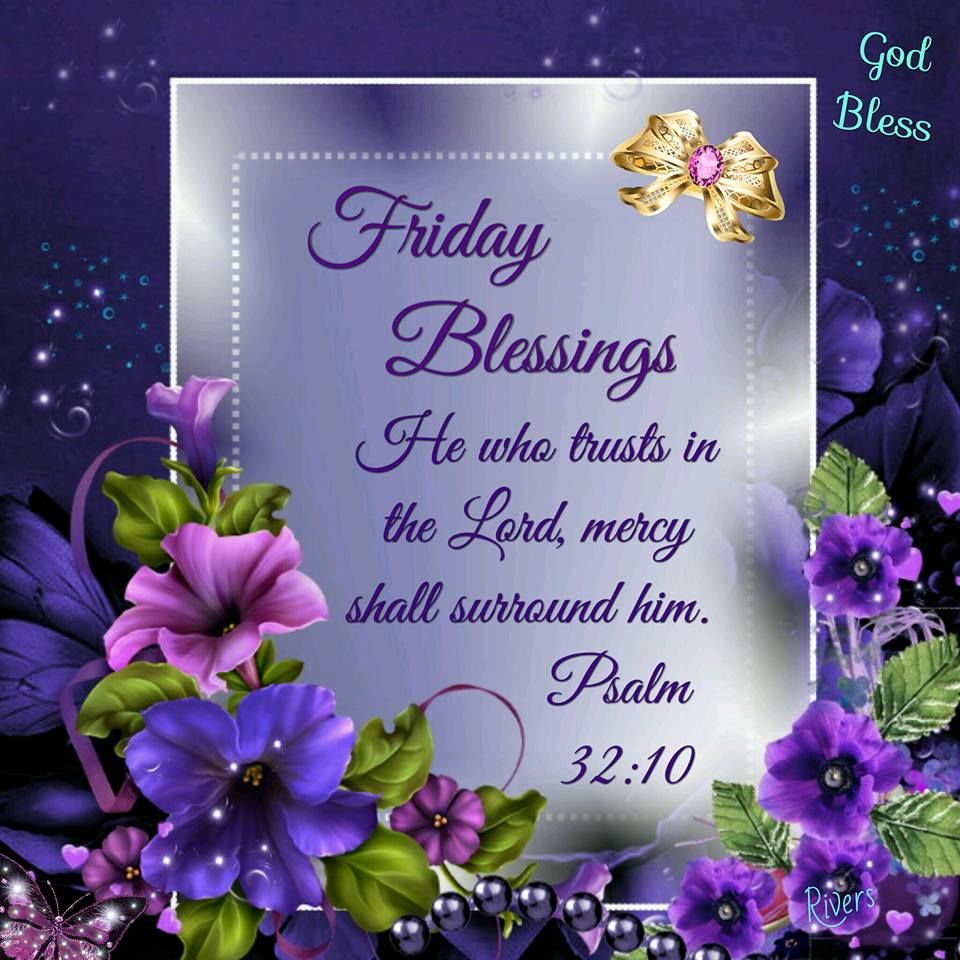 God
Bless
Friday
Blessings
He who trusts in
the Lord, mercy
shall surround him.
Psalm
32:10
Rivers